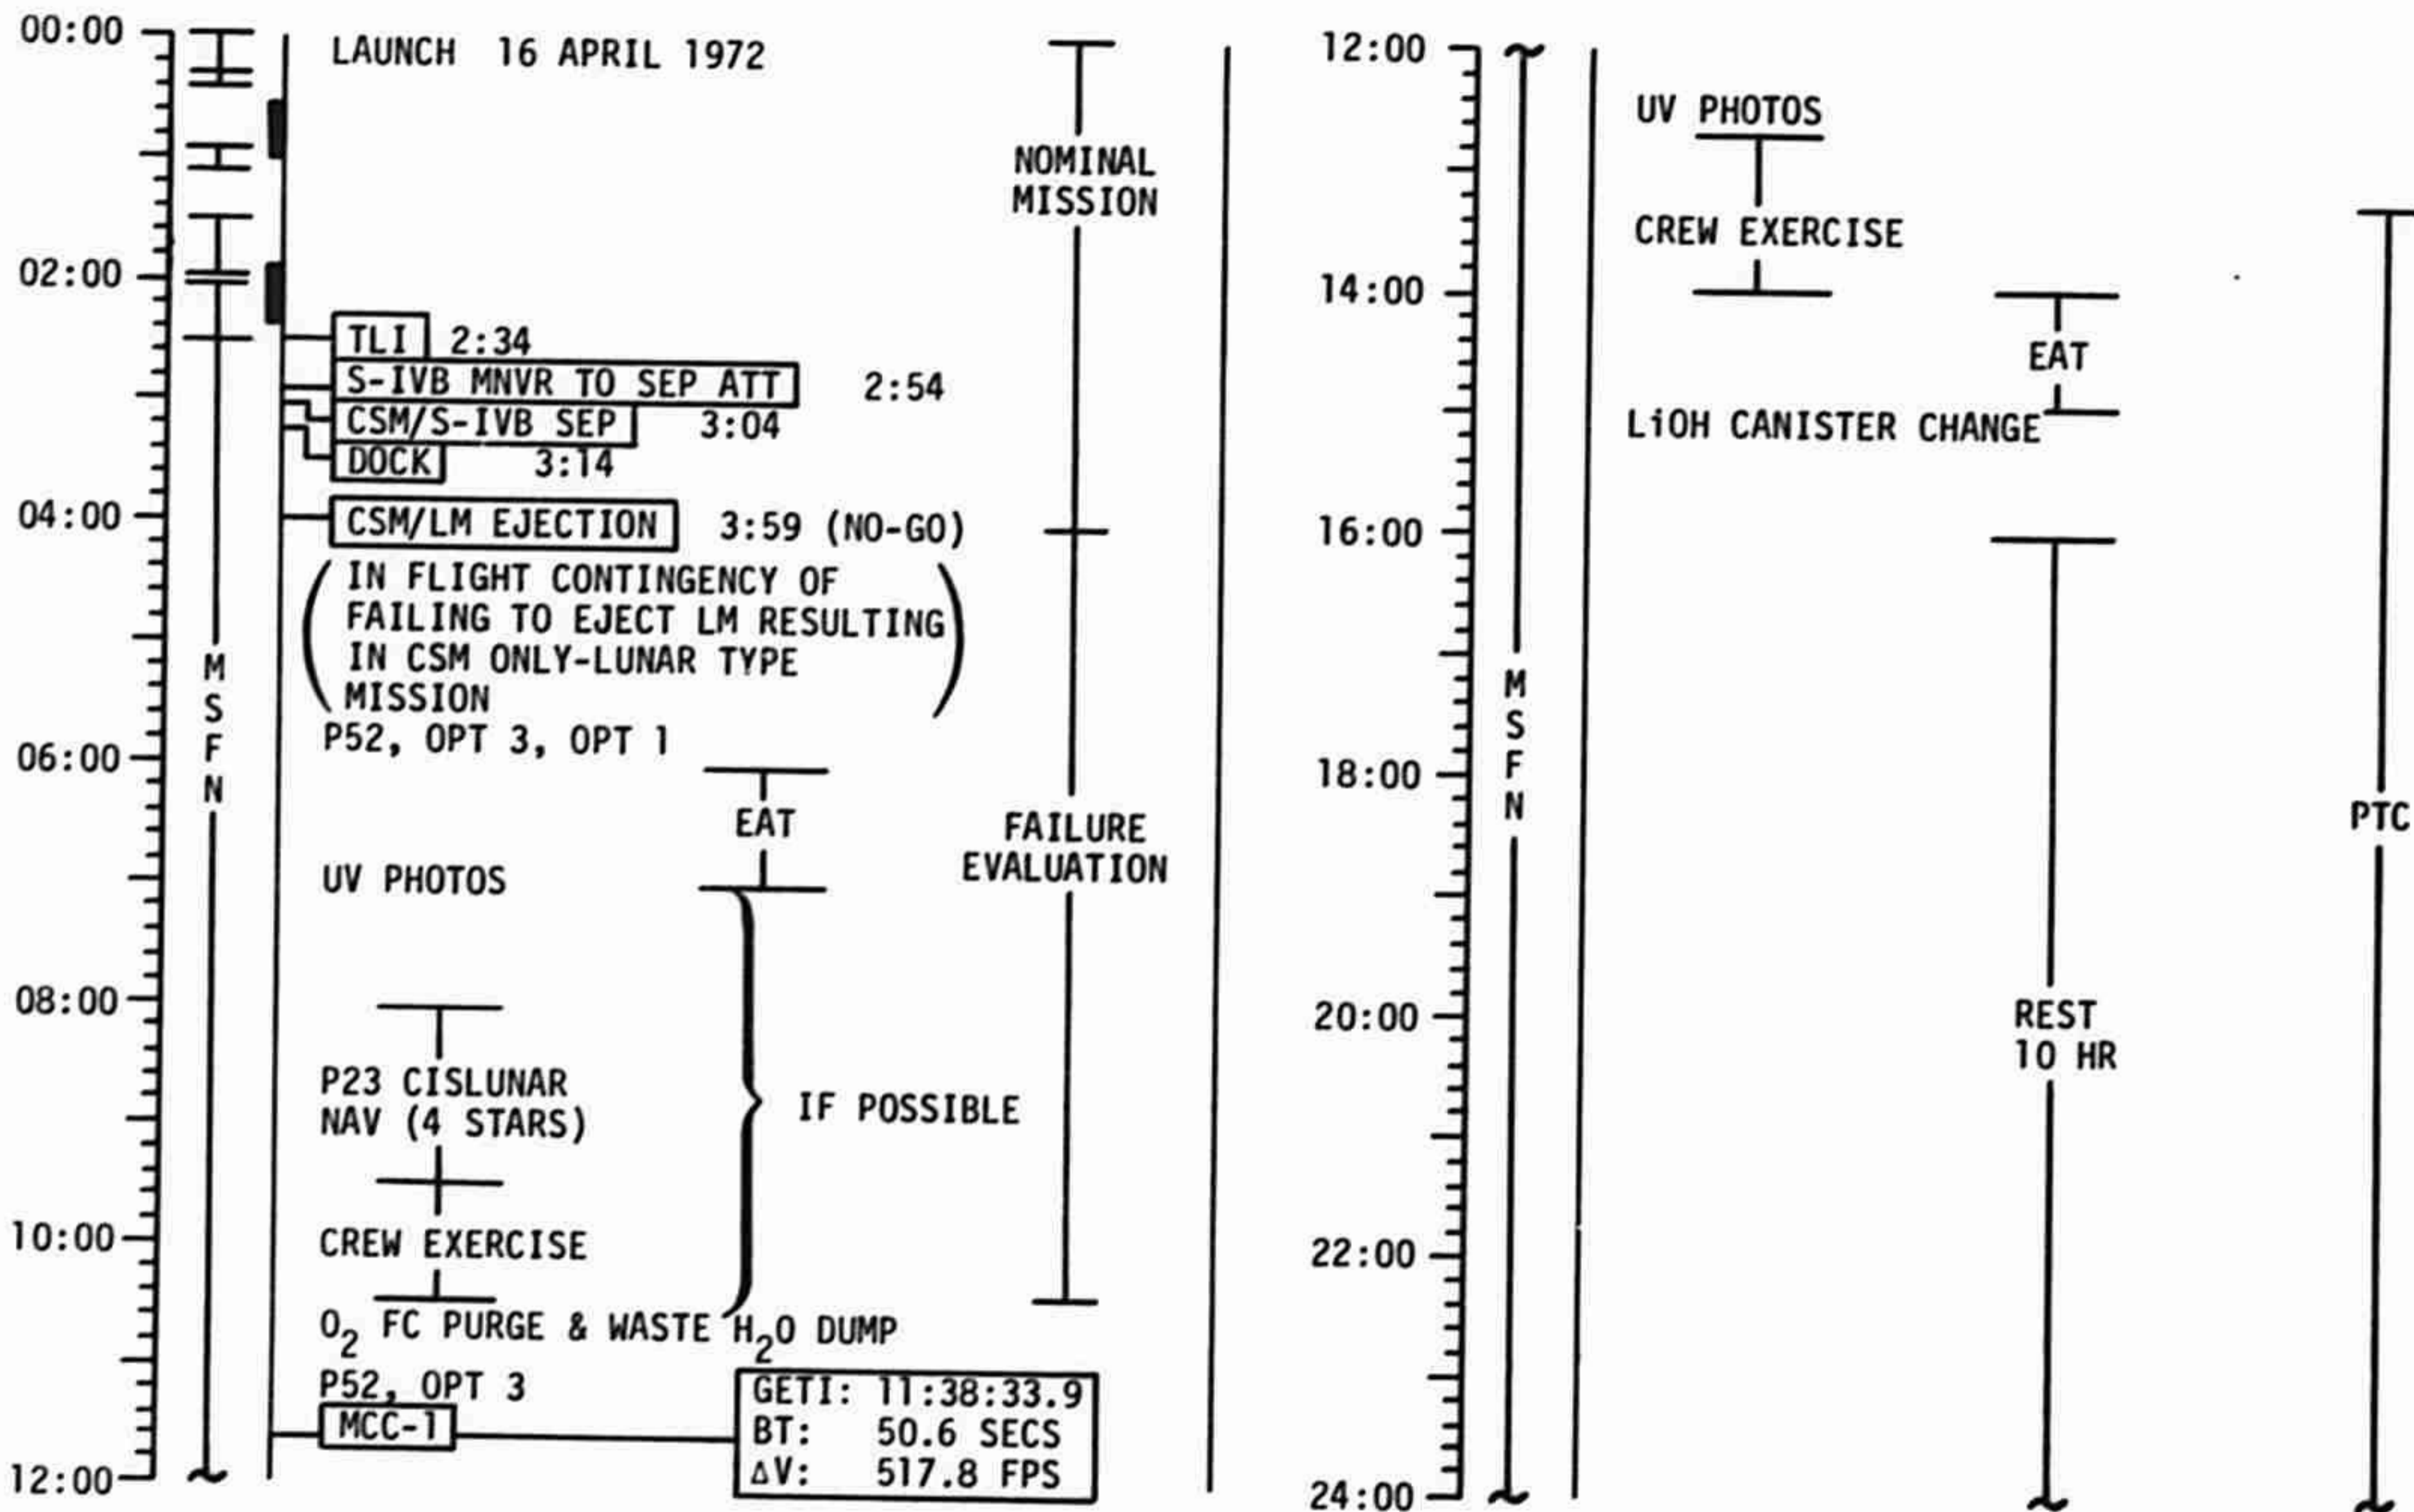 00:00
LAUNCH 16 APRIL 1972
NOMINAL
MISSION
02:00
TLI 2:34
S-IVB MNVR TO SEP ATT 2:54
CSM/S-IVB SEP 3:04
DOCK 3:14
04:00
CSM/LM EJECTION 3:59 (NO-GO)
(IN FLIGHT CONTINGENCY OF
FAILING TO EJECT LM RESULTING
IN CSM ONLY-LUNAR TYPE
MISSION)
MSFN
P52, OPT 3, OPT 1
06:00
EAT
FAILURE
EVALUATION
UV PHOTOS
08:00
P23 CISLUNAR
NAV (4 STARS)
IF POSSIBLE
10:00
CREW EXERCISE
O2 FC PURGE & WASTE H2O DUMP
P52, OPT 3
MCC-1
GETI: 11:38:33.9
BT: 50.6 SECS
ΔV: 517.8 FPS
12:00
12:00
UV PHOTOS
CREW EXERCISE
14:00
EAT
LiOH CANISTER CHANGE
16:00
MSFN
18:00
PTC
20:00
REST
10 HR
22:00
24:00